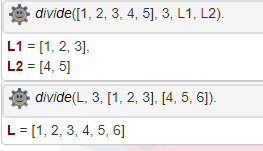 divide([1, 2, 3, 4, 5], 3, L1, L2).
L1 = [1, 2, 3],
L2 = [4, 5]
divide(L, 3, [1, 2, 3], [4, 5, 6]).
L = [1, 2, 3, 4, 5, 6]